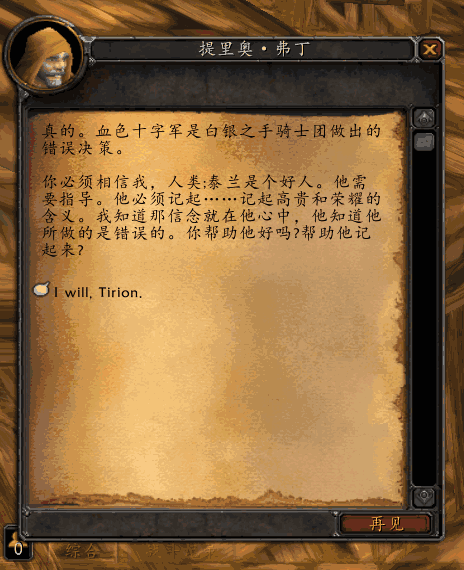 提里奥·弗丁
真的。血色十字军是白银之手骑士团做出的
错误决策。
你必须相信我，人类:泰兰是个好人。他需
要指导。他必须记起……记起高贵和荣耀的
含义。我知道那信念就在他心中，他知道他
所做的是错误的。你帮助他好吗?帮助他记
起来?
I will, Tirion.
再见
0
综合